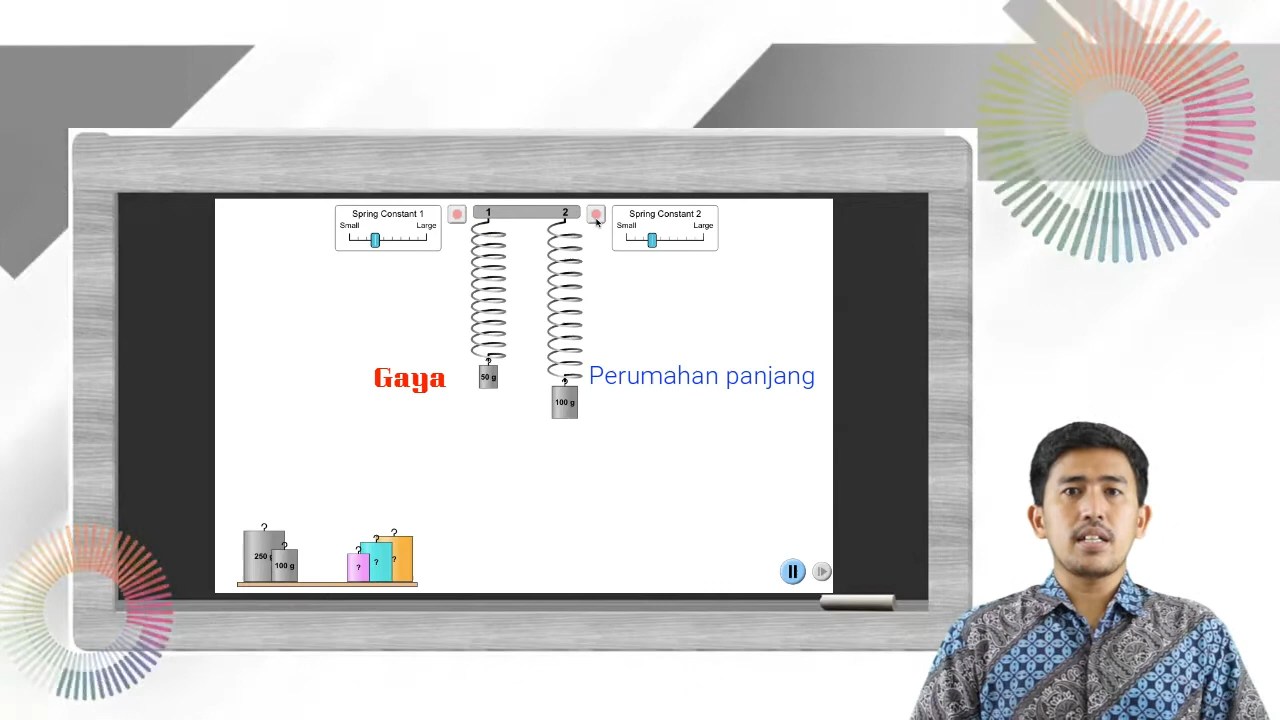 Spring Constant 1
Small Large
1 2
Spring Constant 2
Small Large
Gaya
50 g
Perumahan panjang
100 g
250 g
100 g
? ? ?